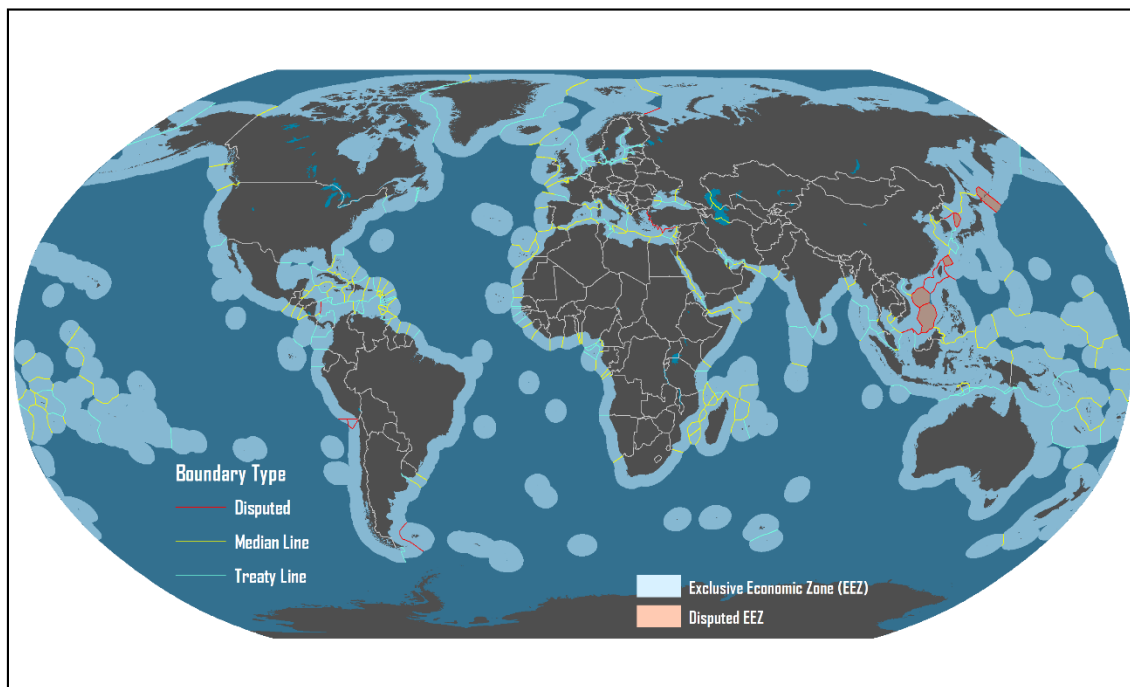 Boundary Type
Disputed
Median Line
Treaty Line
Exclusive Economic Zone (EEZ)
Disputed EEZ